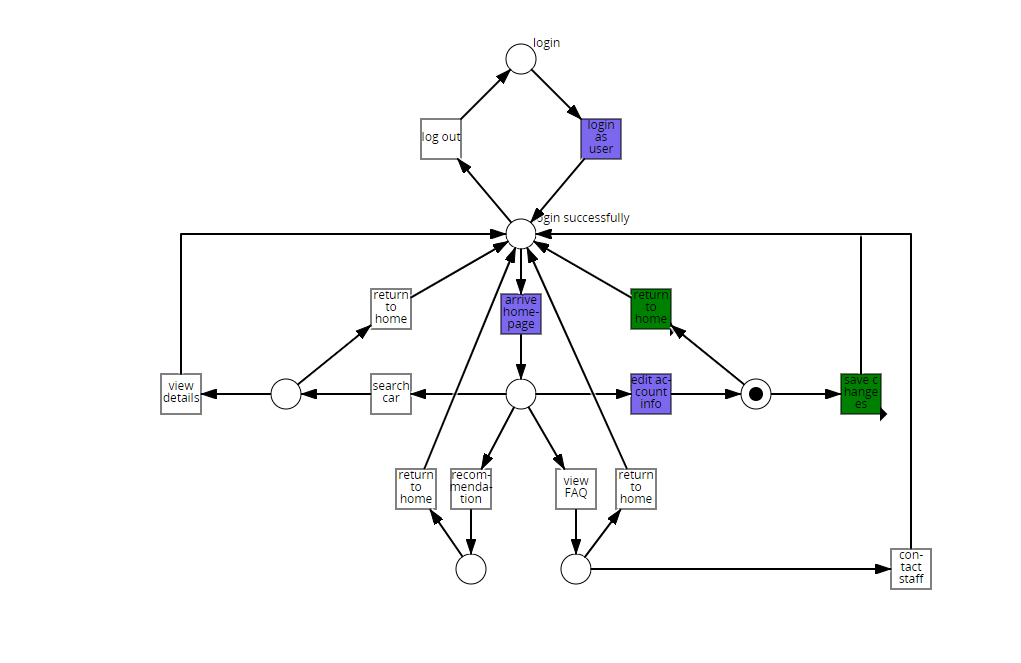 login
log out
login
as
user
ogin successfully
return
to
home
arrive
home-
page
return
to
home
view
details
search
car
edit ac-
count
info
save c
hange
es
return
to
home
recom-
menda-
tion
view
FAQ
return
to
home
con-
tact
staff